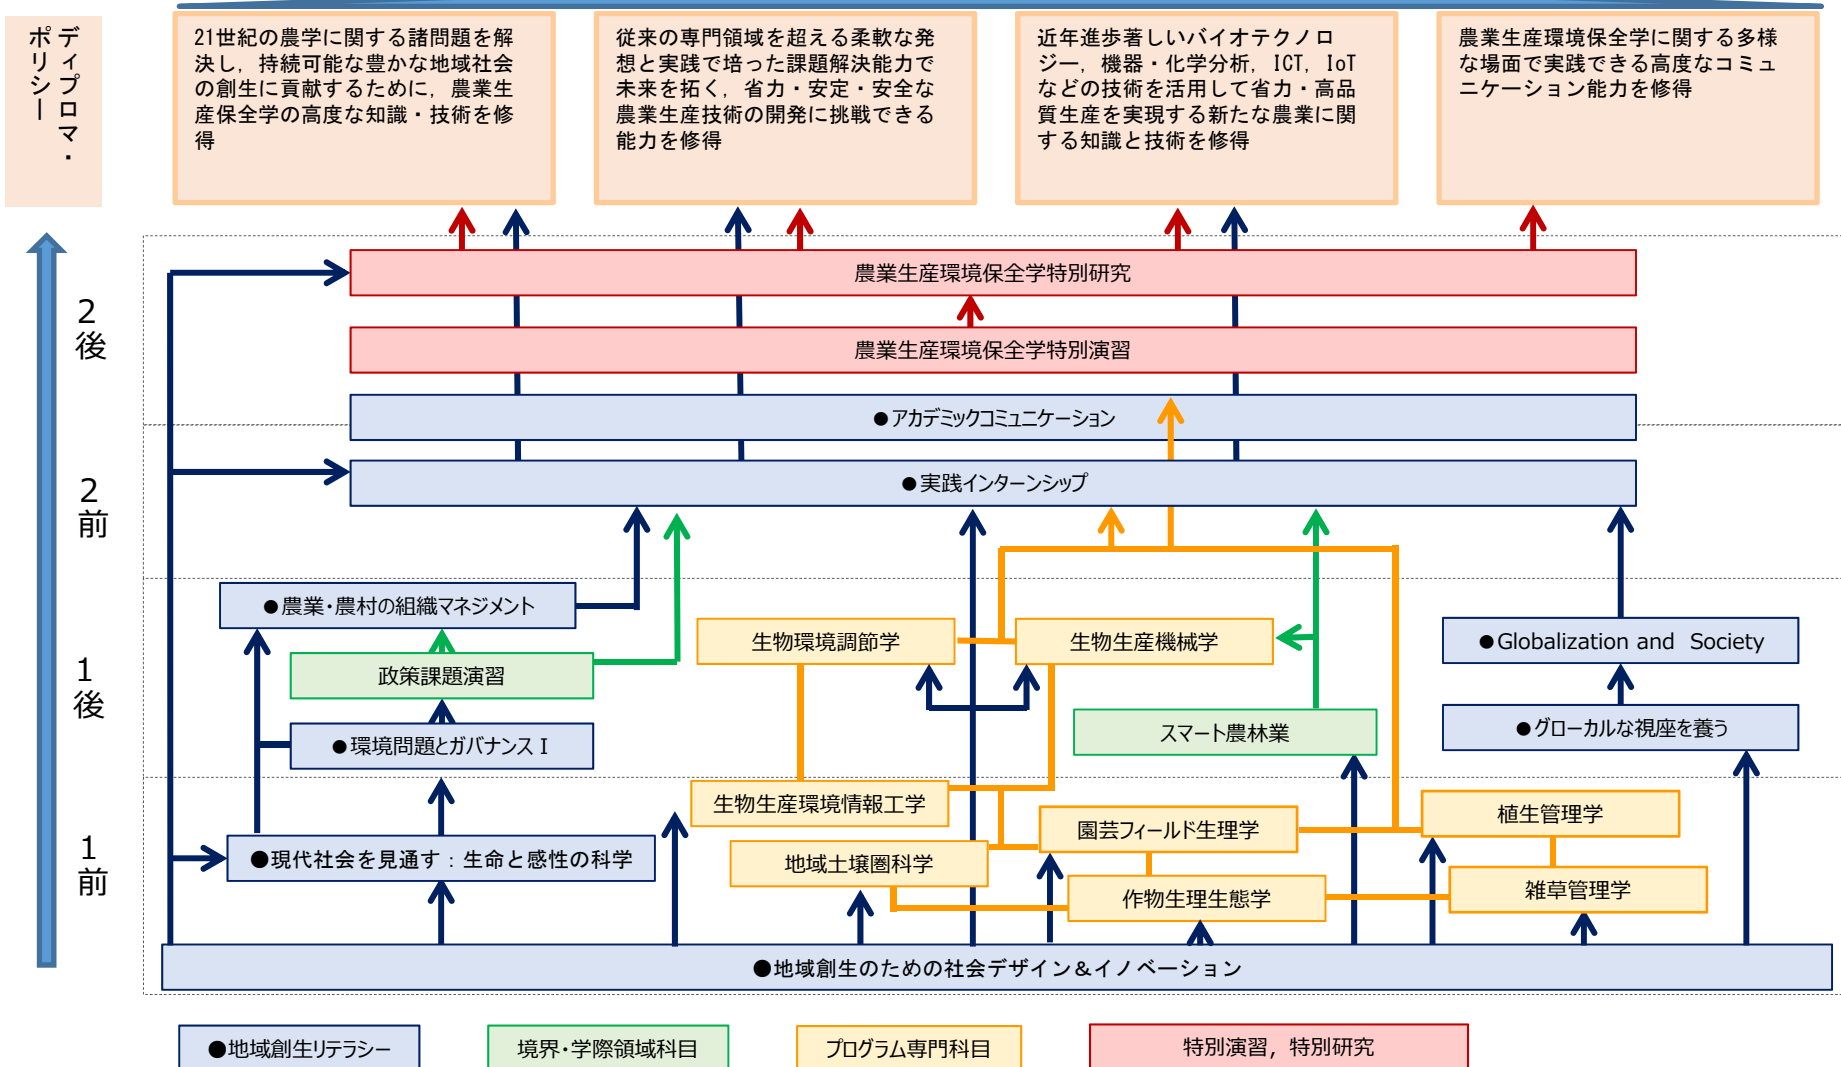 ディプロマ・
ポリシー
21世紀の農学に関する諸問題を解
決し，持続可能な豊かな地域社会
の創生に貢献するために，農業生
産保全学の高度な知識・技術を修
得
従来の専門領域を超える柔軟な発
想と実践で培った課題解決能力で
未来を拓く，省力・安定・安全な
農業生産技術の開発に挑戦できる
能力を修得
近年進歩著しいバイオテクノロ
ジー，機器・化学分析，ICT，IoT
などの技術を活用して省力・高品
質生産を実現する新たな農業に関
する知識と技術を修得
農業生産環境保全学に関する多様
な場面で実践できる高度なコミュ
ニケーション能力を修得
2後
農業生産環境保全学特別研究
農業生産環境保全学特別演習
●アカデミックコミュニケーション
2前
●実践インターンシップ
1後
●農業・農村の組織マネジメント
生物環境調節学
生物生産機械学
●Globalization and Society
政策課題演習
●環境問題とガバナンスⅠ
スマート農林業
●グローカルな視座を養う
1前
生物生産環境情報工学
園芸フィールド生理学
植生管理学
●現代社会を見通す：生命と感性の科学
地域土壌圏科学
作物生理生態学
雑草管理学
●地域創生のための社会デザイン＆イノベーション
●地域創生リテラシー
境界・学際領域科目
プログラム専門科目
特別演習，特別研究